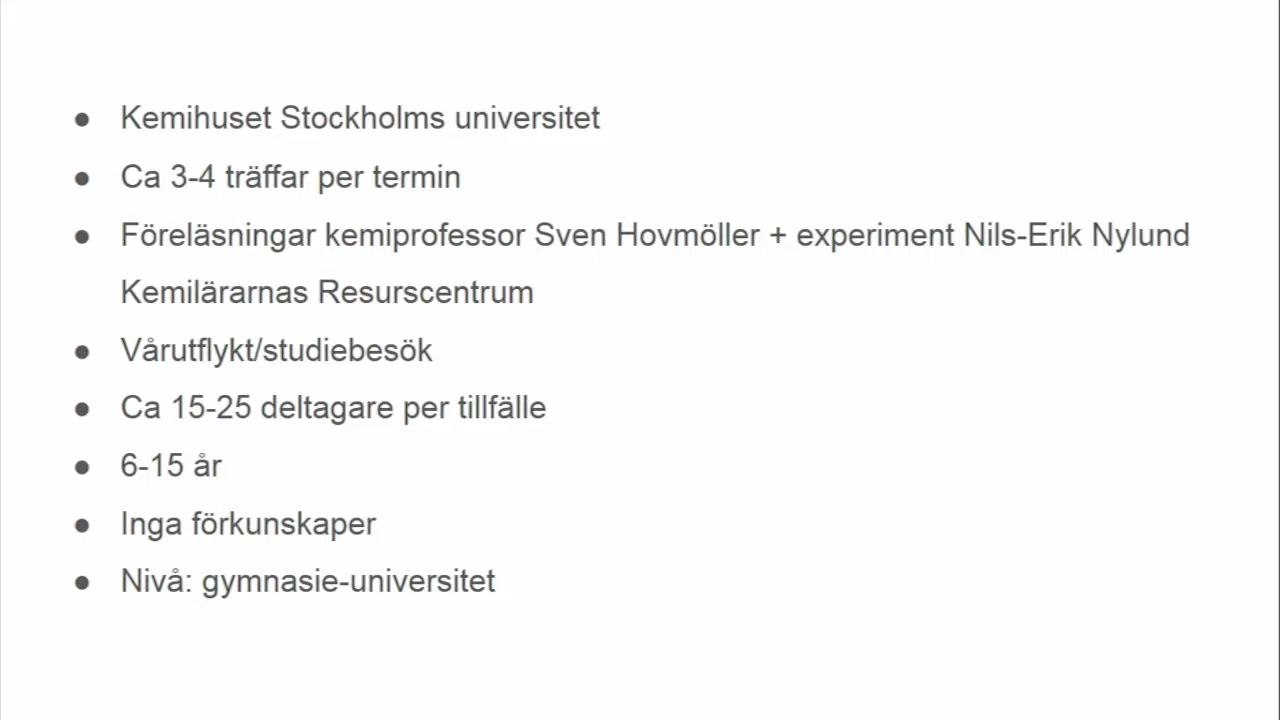 ● Kemihuset Stockholms universitet
● Ca 3-4 träffar per termin
● Föreläsningar kemiprofessor Sven Hovmöller + experiment Nils-Erik Nylund
Kemilärarnas Resurscentrum
● Vårutflykt/studiebesök
● Ca 15-25 deltagare per tillfälle
● 6-15 år
● Inga förkunskaper
● Nivå: gymnasie-universitet